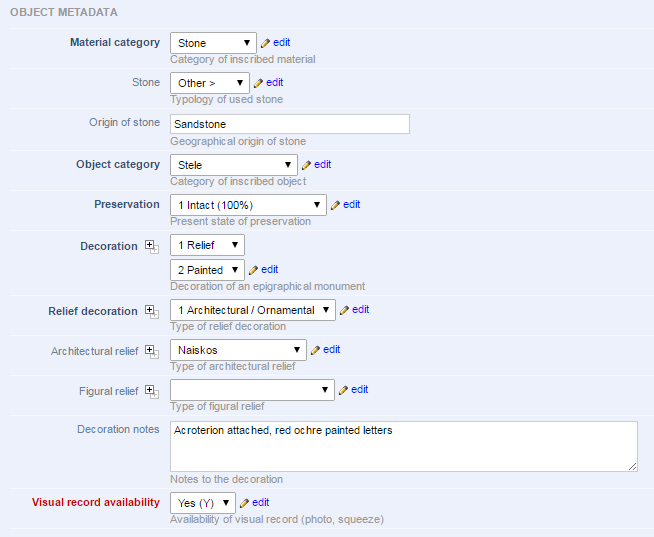 OBJECT METADATA
Material category Stone edit
Category of inscribed material
Stone Other > edit
Typology of used stone
Origin of stone Sandstone
Geographical origin of stone
Object category Stele edit
Category of inscribed object
Preservation 1 Intact (100%) edit
Present state of preservation
Decoration 1 Relief
2 Painted edit
Decoration of an epigraphical monument
Relief decoration 1 Architectural / Ornamental edit
Type of relief decoration
Architectural relief Naiskos edit
Type of architectural relief
Figural relief edit
Type of figural relief
Decoration notes Acroterion attached, red ochre painted letters
Notes to the decoration
Visual record availability Yes (Y) edit
Availability of visual record (photo, squeeze)